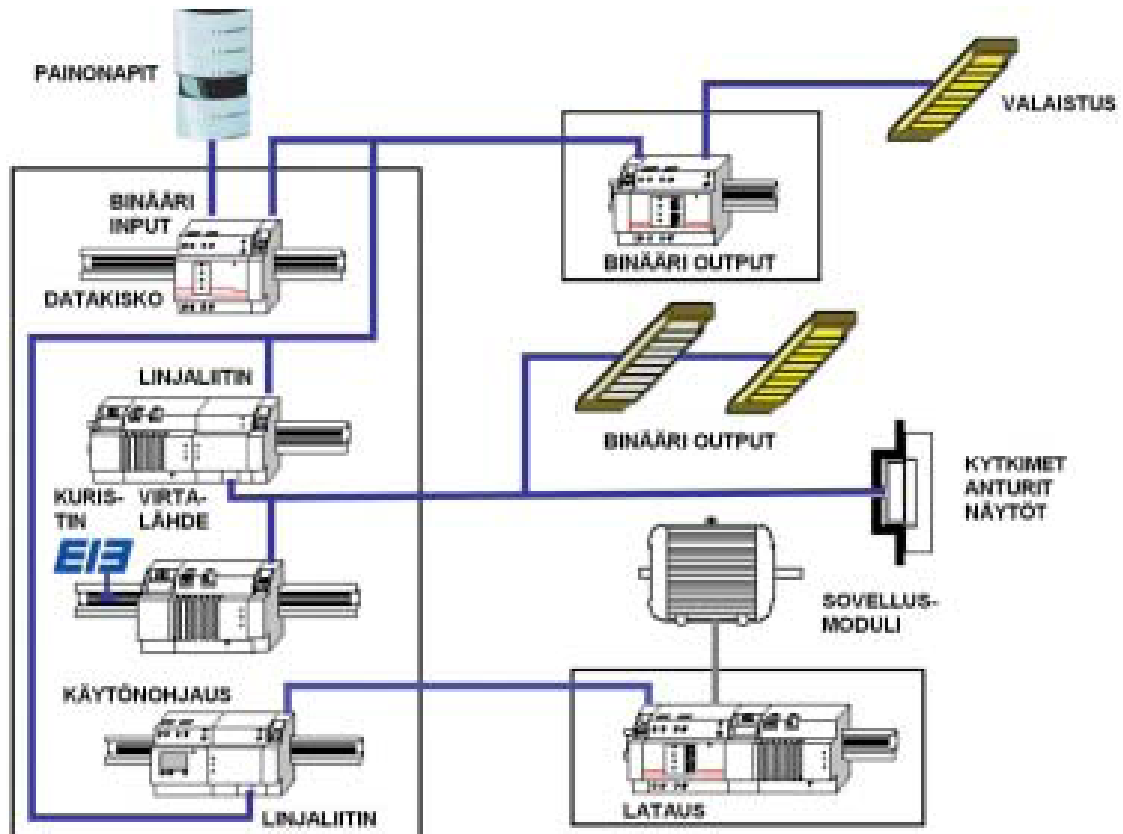 PAINONAPIT
VALAISTUS
BINÄÄRI
INPUT
BINÄÄRI OUTPUT
DATAKISKO
LINJALIITIN
BINÄÄRI OUTPUT
KYTKIMET
ANTURIT
NÄYTÖT
KURIS-
TIN
VIRTA-
LÄHDE
EIB
SOVELLUS-
MODULI
KÄYTÖNOHJAUS
LINJALIITIN
LATAUS